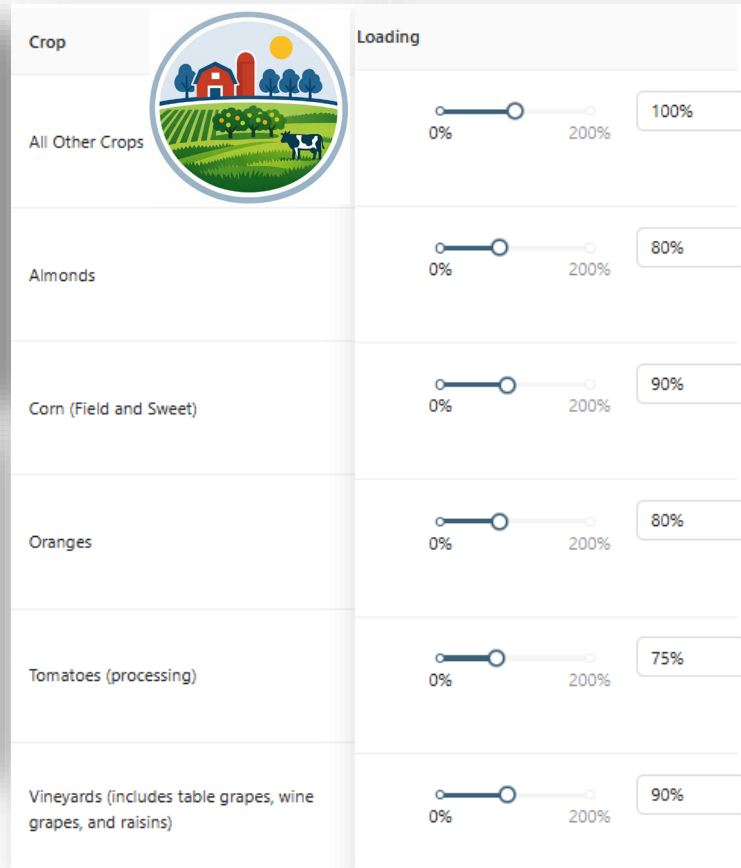 Crop
Loading
All Other Crops
100%
0%
200%
Almonds
80%
0%
200%
Corn (Field and Sweet)
90%
0%
200%
Oranges
80%
0%
200%
Tomatoes (processing)
75%
0%
200%
Vineyards (includes table grapes, wine
grapes, and raisins)
90%
0%
200%